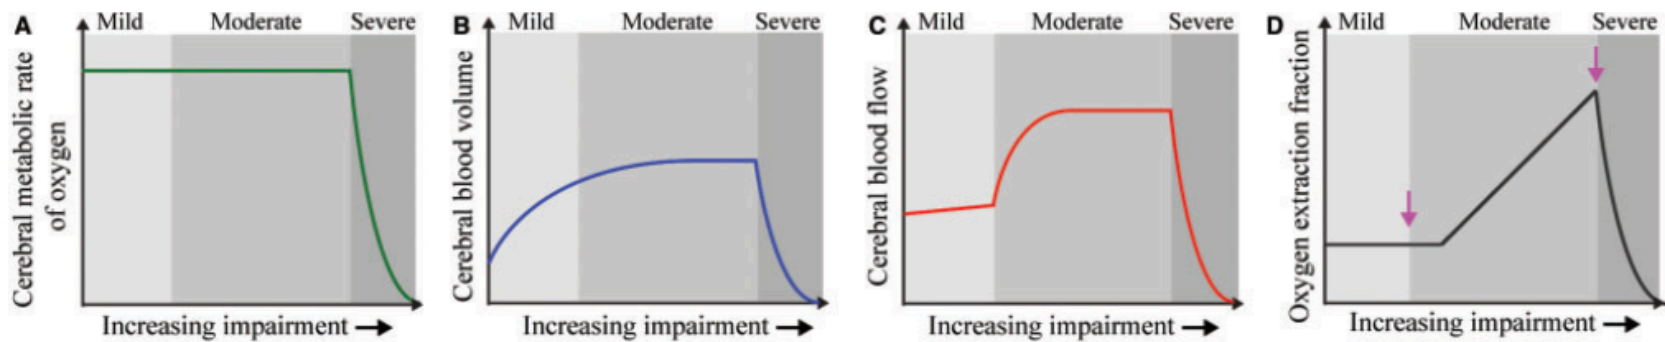 A
Mild Moderate Severe
Cerebral metabolic rate
of oxygen
Increasing impairment
B
Mild Moderate Severe
Cerebral blood volume
Increasing impairment
C
Mild Moderate Severe
Cerebral blood flow
Increasing impairment
D
Mild Moderate Severe
Oxygen extraction fraction
Increasing impairment